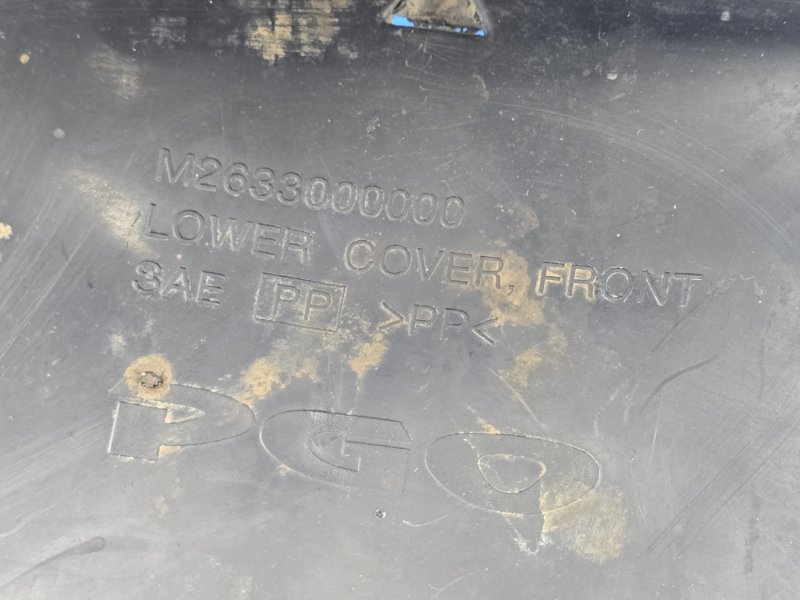 M2633000000
LOWER COVER, FRONT
SAE PP >PP<
PGO